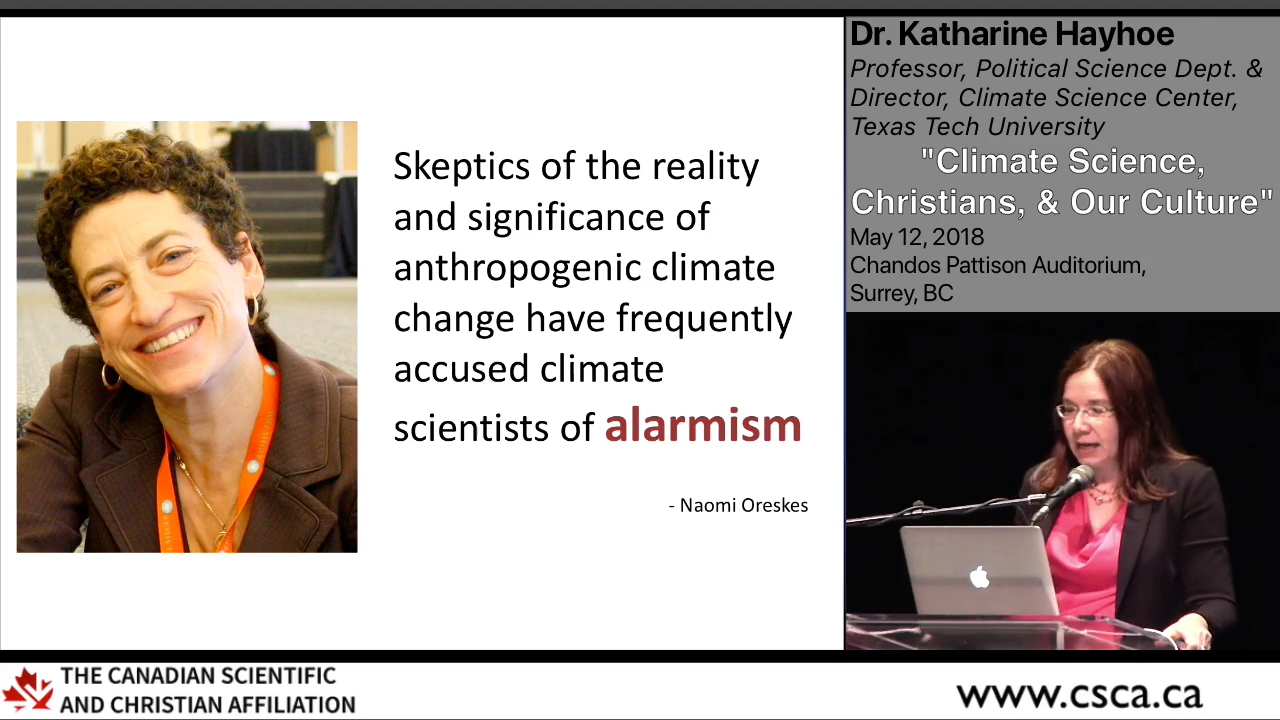 Skeptics of the reality
and significance of
anthropogenic climate
change have frequently
accused climate
scientists of alarmism
- Naomi Oreskes
Dr. Katharine Hayhoe
Professor, Political Science Dept. &
Director, Climate Science Center,
Texas Tech University
"Climate Science,
Christians, & Our Culture"
May 12, 2018
Chandos Pattison Auditorium,
Surrey, BC
THE CANADIAN SCIENTIFIC
AND CHRISTIAN AFFILIATION
www.csca.ca